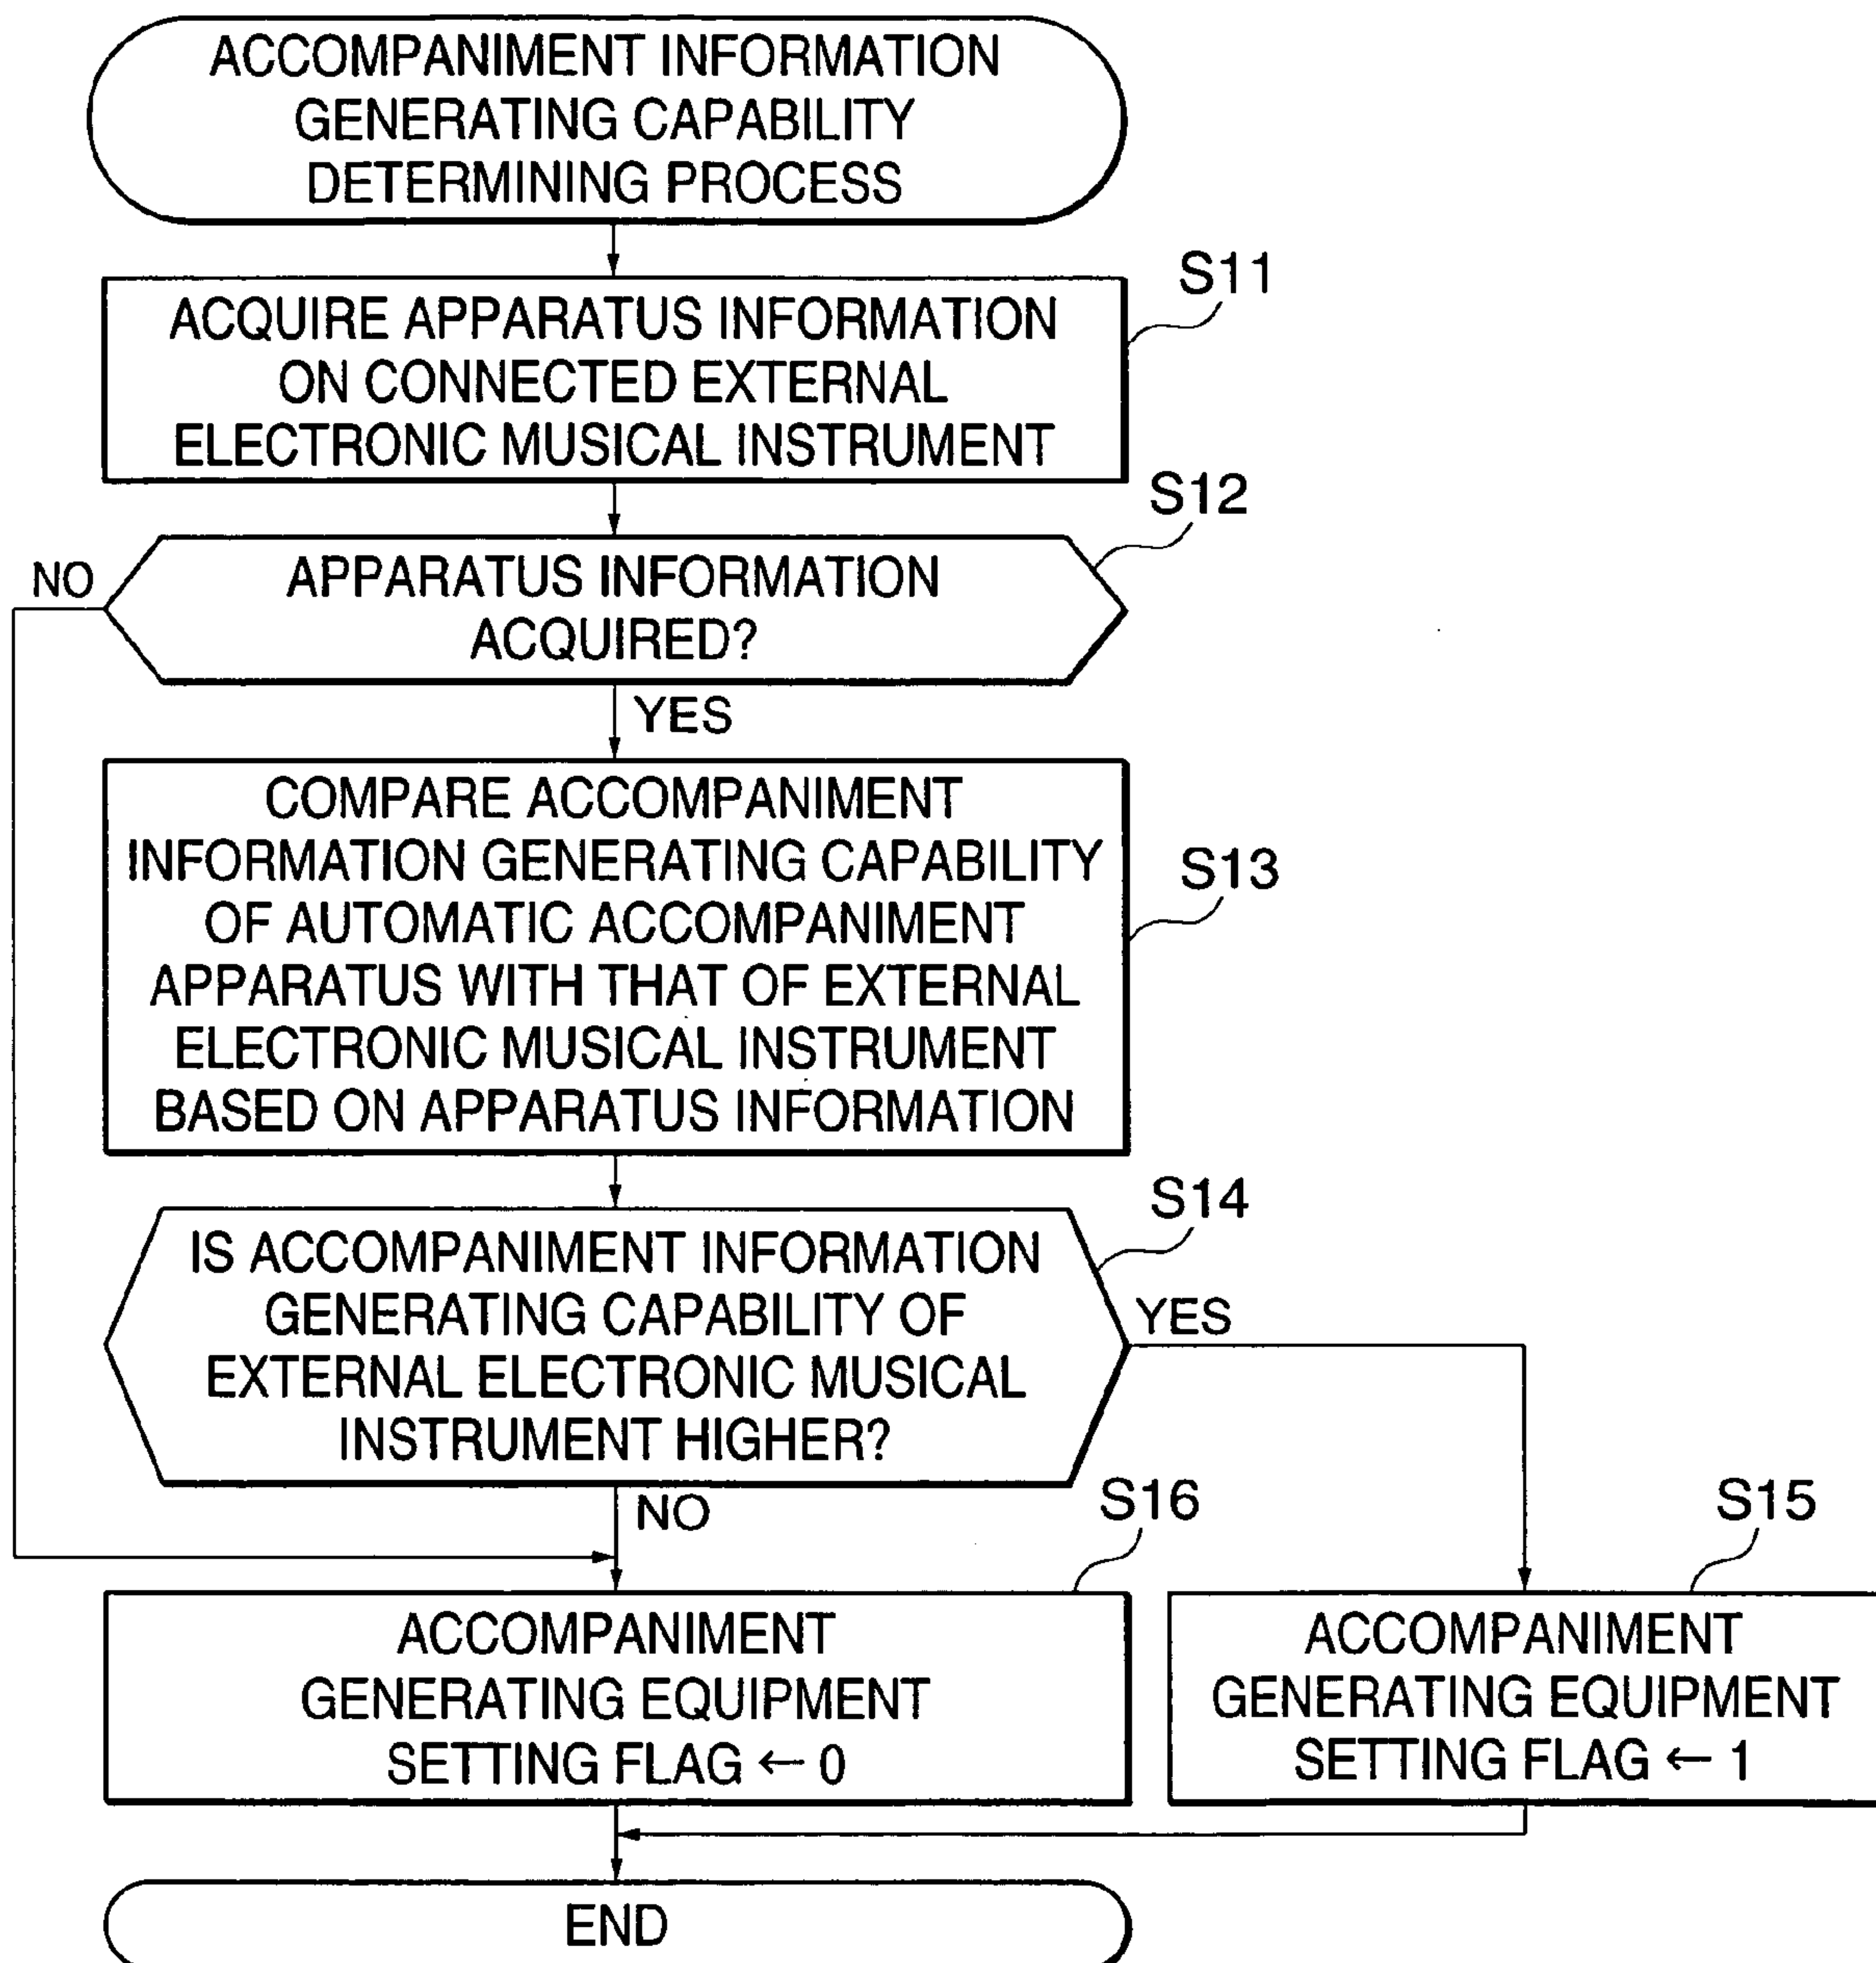 ACCOMPANIMENT INFORMATION
GENERATING CAPABILITY
DETERMINING PROCESS
S11
ACQUIRE APPARATUS INFORMATION
ON CONNECTED EXTERNAL
ELECTRONIC MUSICAL INSTRUMENT
S12
NO
APPARATUS INFORMATION
ACQUIRED?
YES
COMPARE ACCOMPANIMENT
INFORMATION GENERATING CAPABILITY
OF AUTOMATIC ACCOMPANIMENT
APPARATUS WITH THAT OF EXTERNAL
ELECTRONIC MUSICAL INSTRUMENT
BASED ON APPARATUS INFORMATION
S13
S14
IS ACCOMPANIMENT INFORMATION
GENERATING CAPABILITY OF
EXTERNAL ELECTRONIC MUSICAL
INSTRUMENT HIGHER?
YES
NO
S16
S15
ACCOMPANIMENT
GENERATING EQUIPMENT
SETTING FLAG ← 0
ACCOMPANIMENT
GENERATING EQUIPMENT
SETTING FLAG ← 1
END